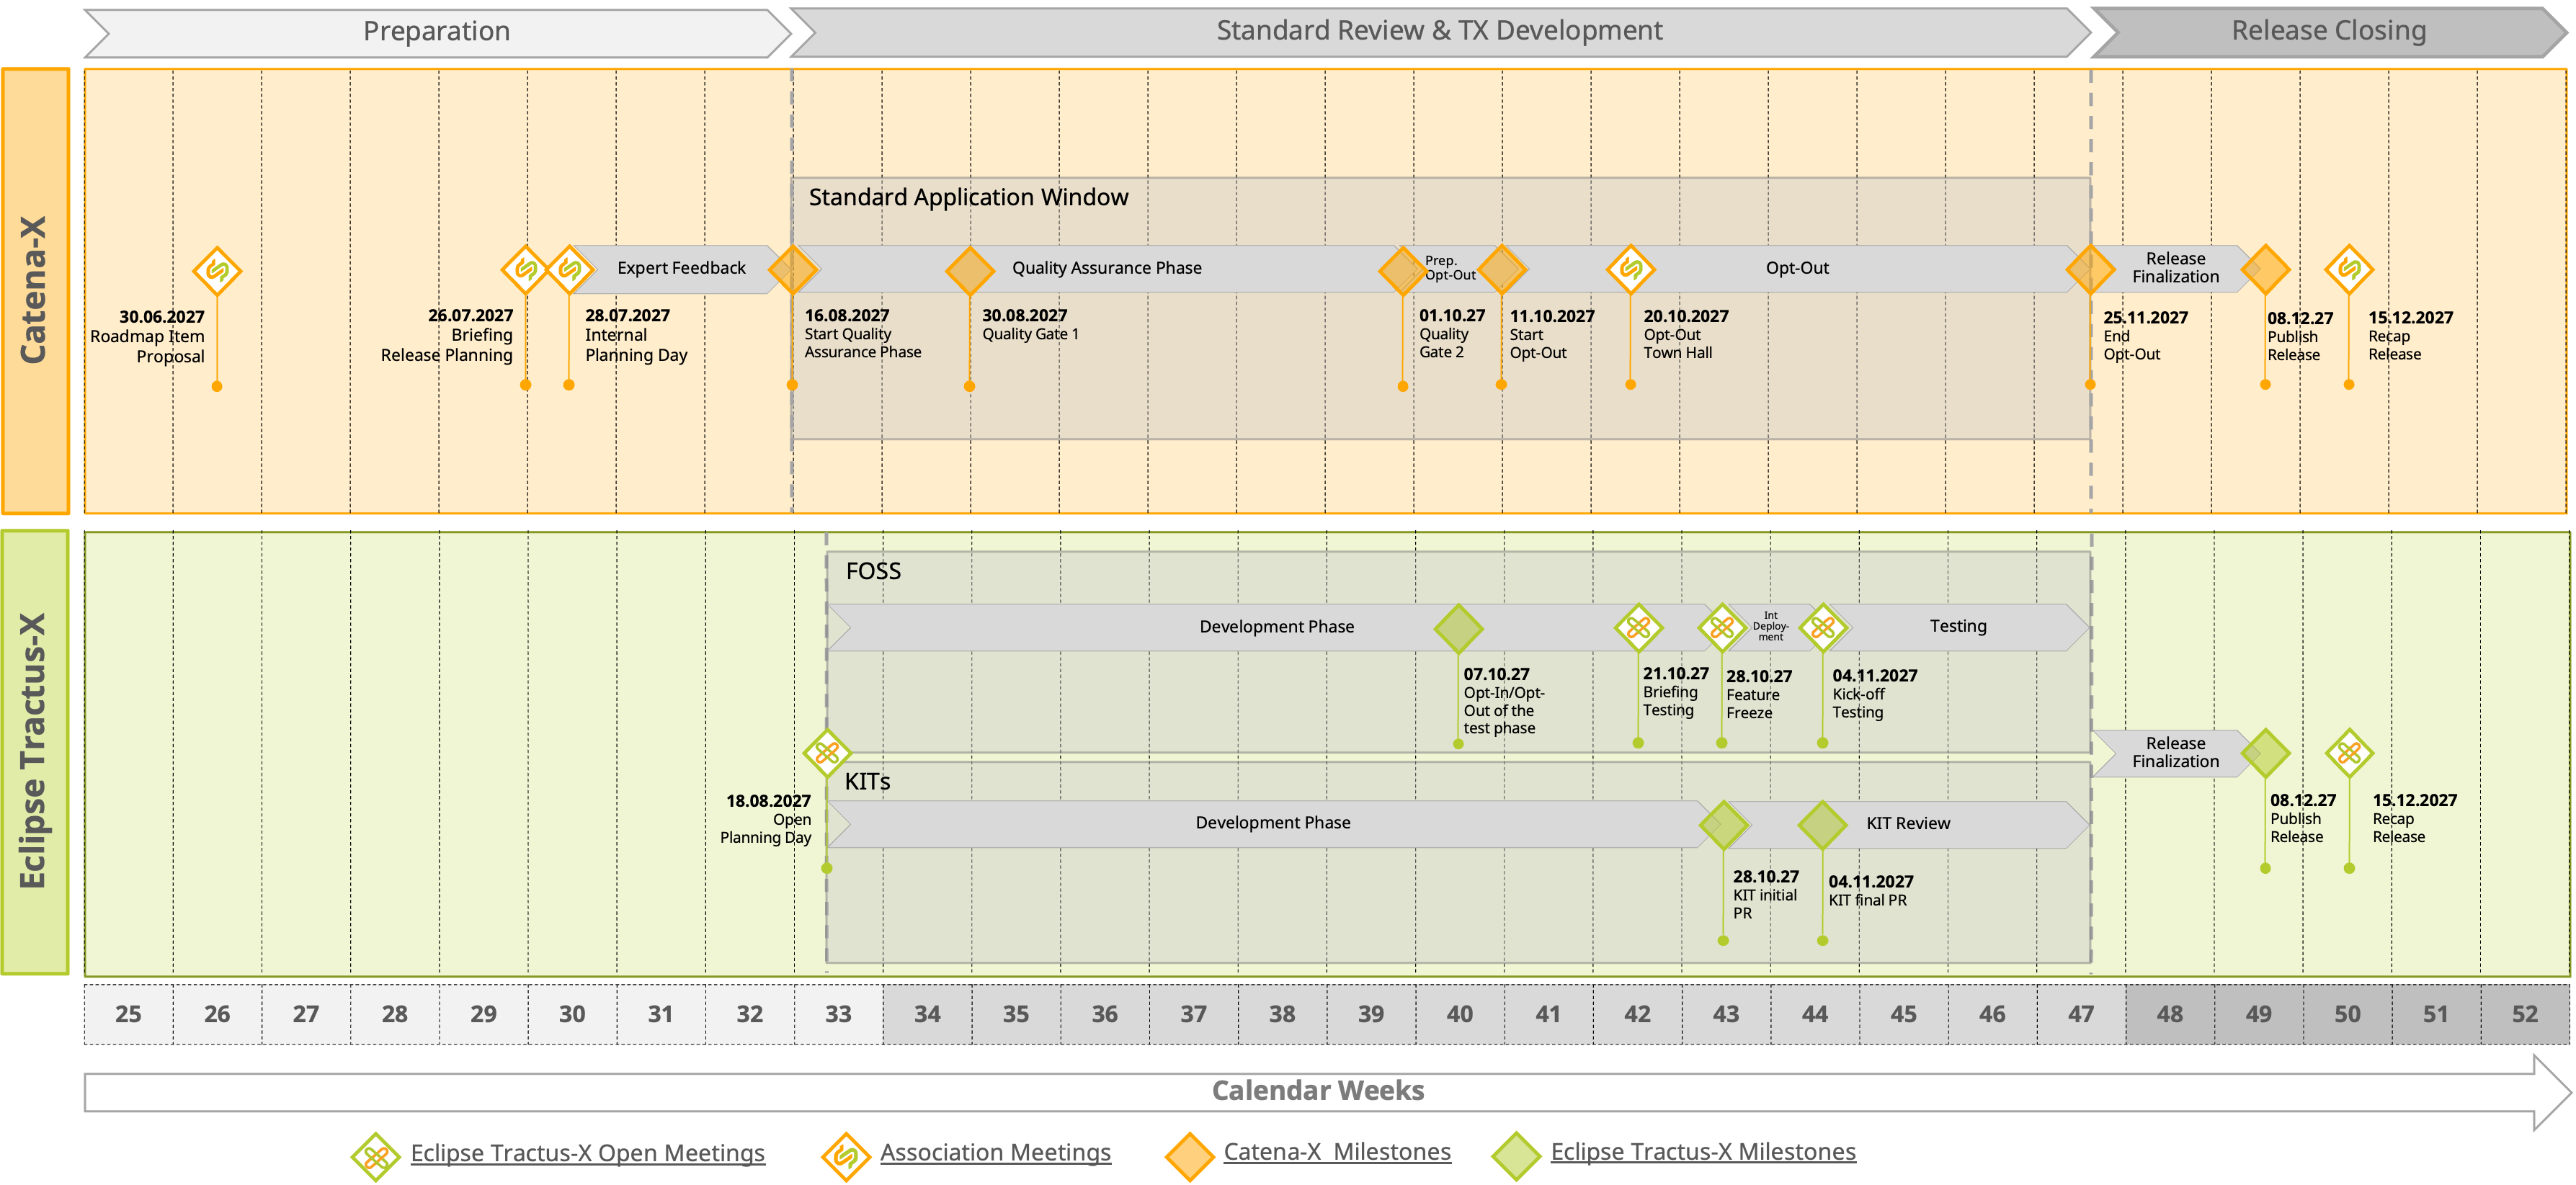 Preparation
Standard Review & TX Development
Release Closing
Catena-X
Standard Application Window
Expert Feedback
Quality Assurance Phase
Prep.
Opt-Out
Opt-Out
Release
Finalization
30.06.2027
Roadmap Item
Proposal
26.07.2027
Briefing
Release Planning
28.07.2027
Internal
Planning Day
16.08.2027
Start Quality
Assurance Phase
30.08.2027
Quality Gate 1
01.10.27
Quality
Gate 2
11.10.2027
Start
Opt-Out
20.10.2027
Opt-Out
Town Hall
25.11.2027
End
Opt-Out
08.12.27
Publish
Release
15.12.2027
Recap
Release
Eclipse Tractus-X
FOSS
Development Phase
Int
Deploy-
ment
Testing
07.10.27
Opt-In/Opt-
Out of the
test phase
21.10.27
Briefing
Testing
28.10.27
Feature
Freeze
04.11.2027
Kick-off
Testing
18.08.2027
Open
Planning Day
KITs
Development Phase
KIT Review
28.10.27
KIT initial
PR
04.11.2027
KIT final PR
Release
Finalization
08.12.27
Publish
Release
15.12.2027
Recap
Release
25 26 27 28 29 30 31 32 33 34 35 36 37 38 39 40 41 42 43 44 45 46 47 48 49 50 51 52
Calendar Weeks
Eclipse Tractus-X Open Meetings
Association Meetings
Catena-X Milestones
Eclipse Tractus-X Milestones